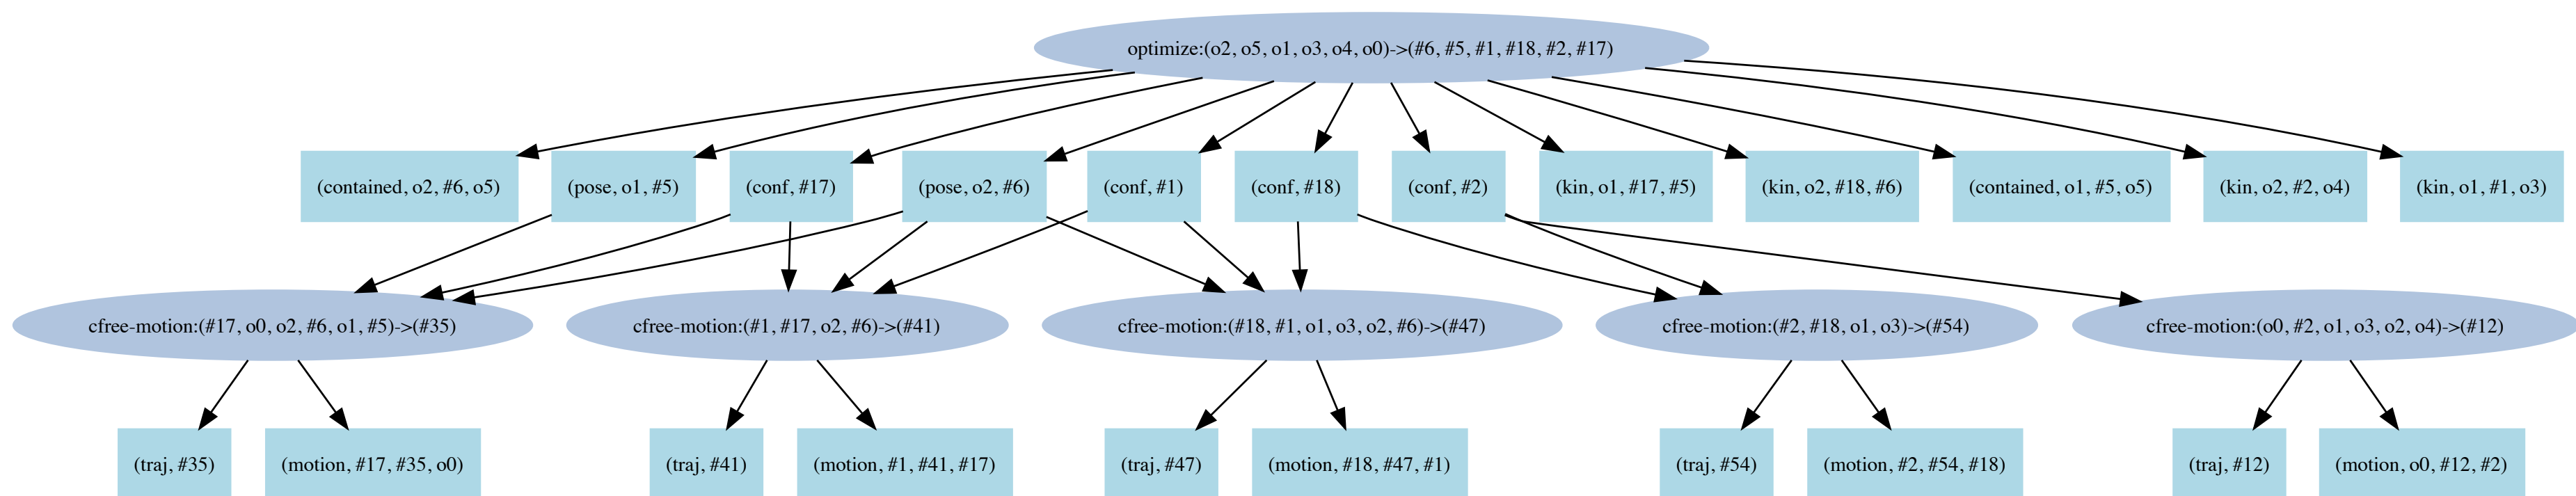 optimize:(o2, o5, o1, o3, o4, o0)->(#6, #5, #1, #18, #2, #17)
(contained, o2, #6, o5)
(pose, o1, #5)
(conf, #17)
(pose, o2, #6)
(conf, #1)
(conf, #18)
(conf, #2)
(kin, o1, #17, #5)
(kin, o2, #18, #6)
(contained, o1, #5, o5)
(kin, o2, #2, o4)
(kin, o1, #1, o3)
cfree-motion:(#17, o0, o2, #6, o1, #5)->(#35)
cfree-motion:(#1, #17, o2, #6)->(#41)
cfree-motion:(#18, #1, o1, o3, o2, #6)->(#47)
cfree-motion:(#2, #18, o1, o3)->(#54)
cfree-motion:(o0, #2, o1, o3, o2, o4)->(#12)
(traj, #35)
(motion, #17, #35, o0)
(traj, #41)
(motion, #1, #41, #17)
(traj, #47)
(motion, #18, #47, #1)
(traj, #54)
(motion, #2, #54, #18)
(traj, #12)
(motion, o0, #12, #2)